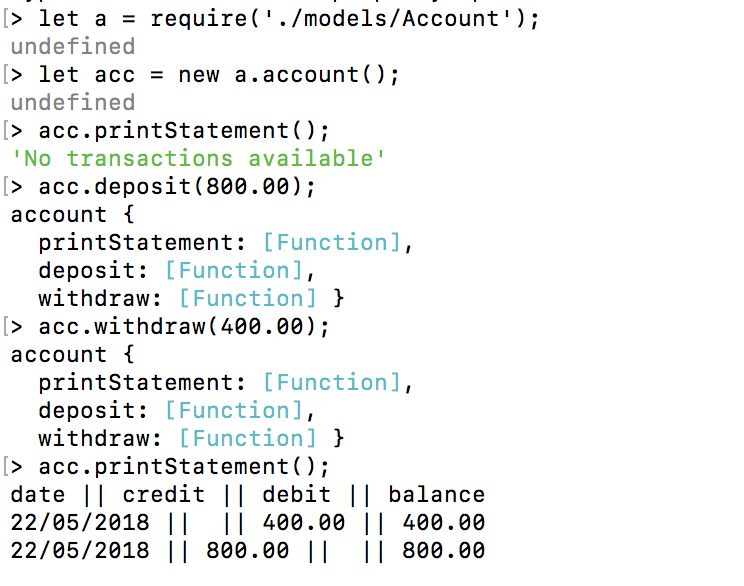 [> let a = require('./models/Account');
undefined
[> let acc = new a.account();
undefined
[> acc.printStatement();
'No transactions available'
[> acc.deposit(800.00);
account {
  printStatement: [Function],
  deposit: [Function],
  withdraw: [Function] }
[> acc.withdraw(400.00);
account {
  printStatement: [Function],
  deposit: [Function],
  withdraw: [Function] }
[> acc.printStatement();
date || credit || debit || balance
22/05/2018 ||  || 400.00 || 400.00
22/05/2018 || 800.00 ||  || 800.00